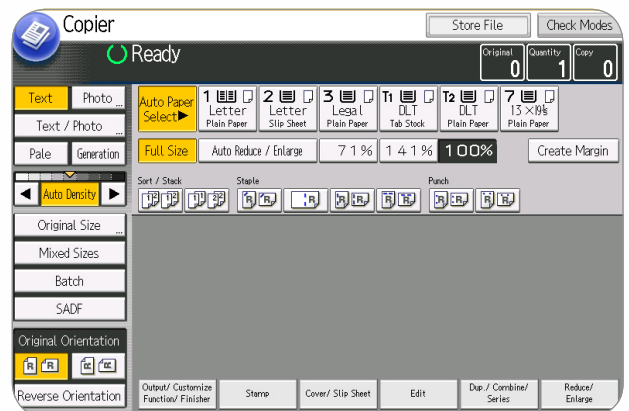 Copier
Store File
Check Modes
Ready
Original
0
Quantity
1
Copy
0
Text
Photo
Text / Photo
Pale
Generation
Auto Density
Original Size
Mixed Sizes
Batch
SADF
Original Orientation
R R
R R
Reverse Orientation
Auto Paper
Select▶
1
Letter
Plain Paper
2
Letter
Slip Sheet
3
Legal
Plain Paper
T1
DLT
Tab Stock
T2
DLT
Plain Paper
7
13×19⅕
Plain Paper
Full Size
Auto Reduce / Enlarge
71%
141%
100%
Create Margin
Sort / Stack
Staple
Punch
Output/ Customize
Function/ Finisher
Stamp
Cover/ Slip Sheet
Edit
Dup./ Combine/
Series
Reduce/
Enlarge